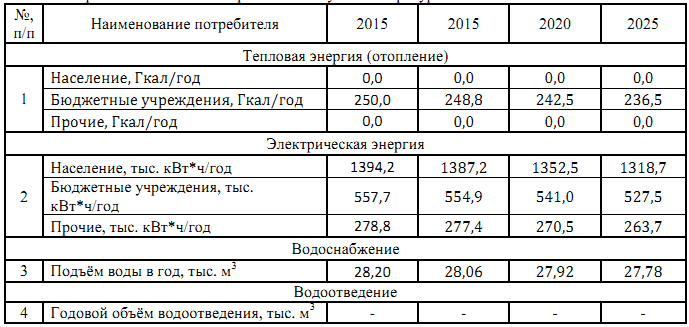 №, п/п Наименование потребителя 2015 2015 2020 2025
Тепловая энергия (отопление)
1
Население, Гкал/год 0,0 0,0 0,0 0,0
Бюджетные учреждения, Гкал/год 250,0 248,8 242,5 236,5
Прочие, Гкал/год 0,0 0,0 0,0 0,0
Электрическая энергия
2
Население, тыс. кВт*ч/год 1394,2 1387,2 1352,5 1318,7
Бюджетные учреждения, тыс.
кВт*ч/год 557,7 554,9 541,0 527,5
Прочие, тыс. кВт*ч/год 278,8 277,4 270,5 263,7
Водоснабжение
3 Подъём воды в год, тыс. м³ 28,20 28,06 27,92 27,78
Водоотведение
4 Годовой объём водоотведения, тыс. м³ - - - -